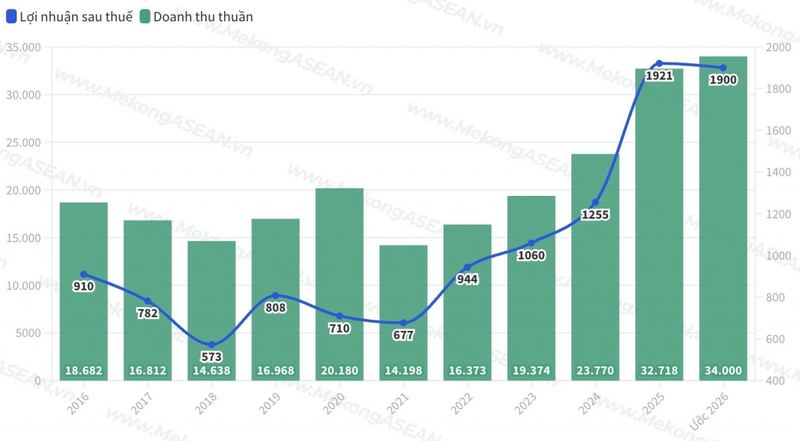 Lợi nhuận sau thuế Doanh thu thuần
35.000 2000
30.000 1800
25.000 1600
20.000 1400
15.000 1200
10.000 1000
5000 800
0 600
400
910 782 573 808 710 677 944 1060 1255 1921 1900
18.682 16.812 14.638 16.968 20.180 14.198 16.373 19.374 23.770 32.718 34.000
2016 2017 2018 2019 2020 2021 2022 2023 2024 2025 Ước 2026
www.MekongASEAN.vn